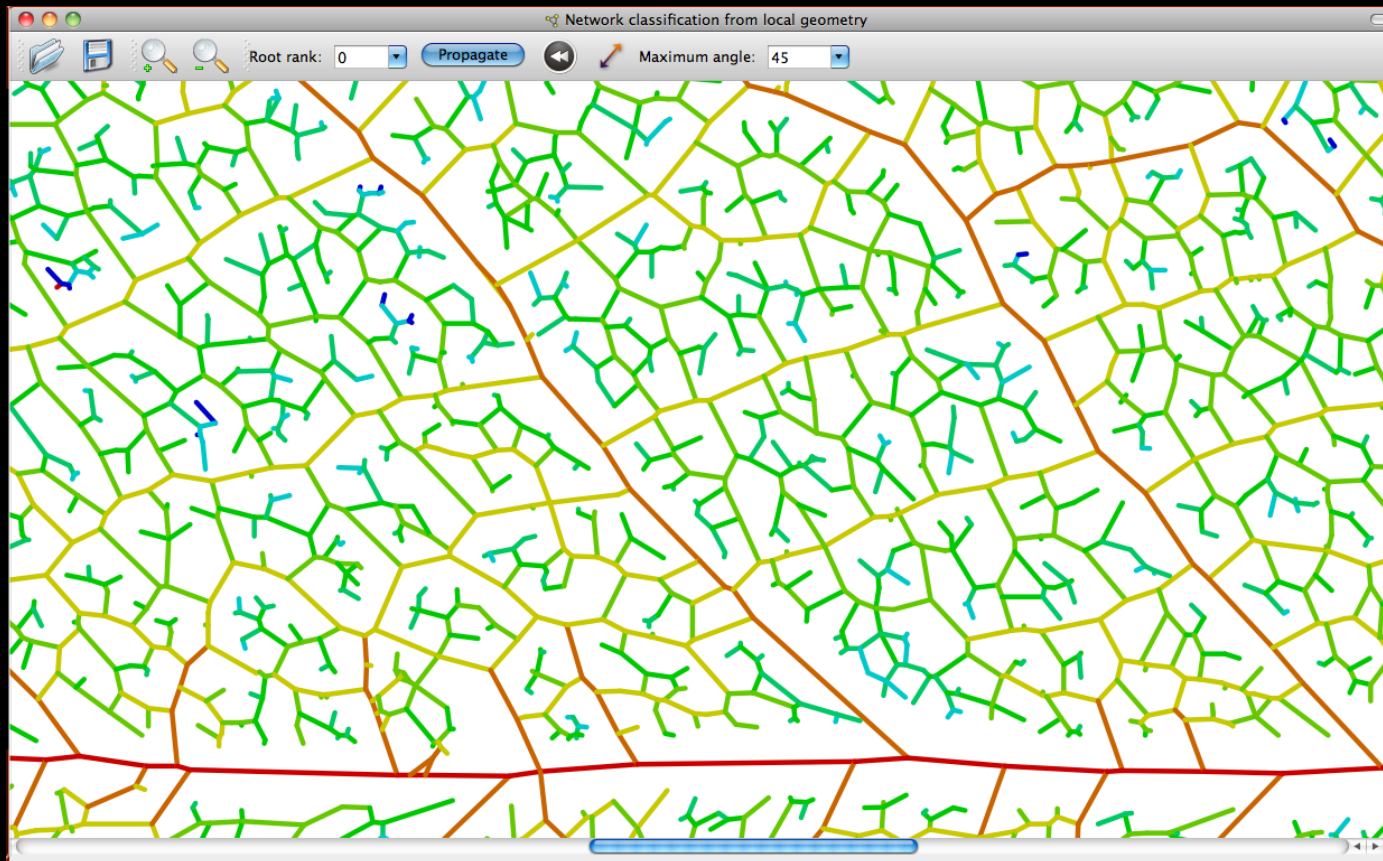 Network classification from local geometry
Root rank: 0 Propagate Maximum angle: 45